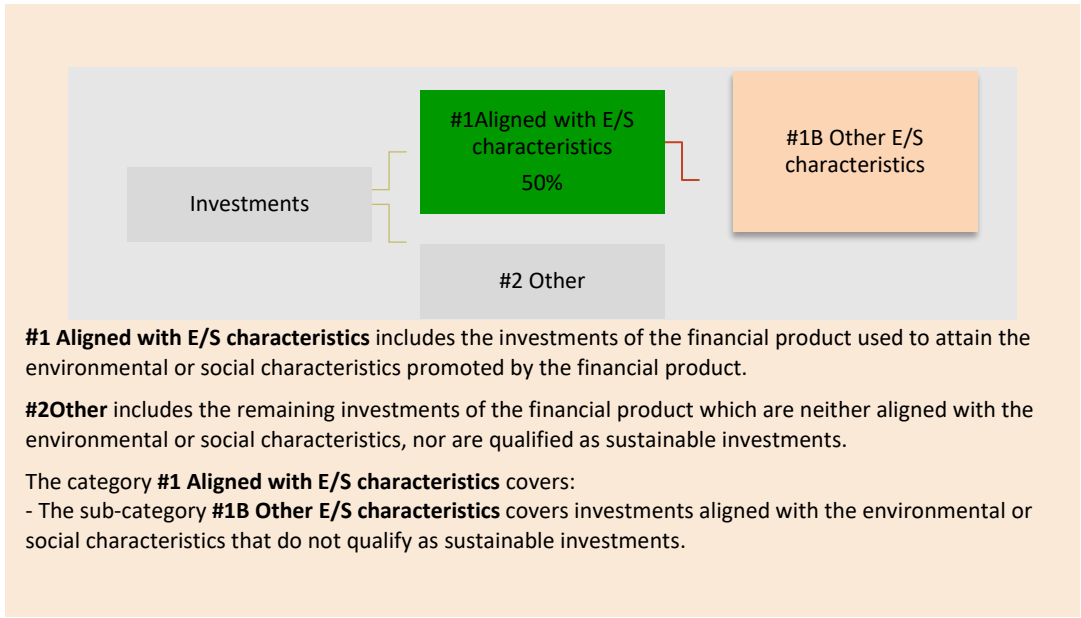 #1Aligned with E/S
characteristics
50%
#1B Other E/S
characteristics
Investments
#2 Other
#1 Aligned with E/S characteristics includes the investments of the financial product used to attain the
environmental or social characteristics promoted by the financial product.
#2Other includes the remaining investments of the financial product which are neither aligned with the
environmental or social characteristics, nor are qualified as sustainable investments.
The category #1 Aligned with E/S characteristics covers:
- The sub-category #1B Other E/S characteristics covers investments aligned with the environmental or
social characteristics that do not qualify as sustainable investments.